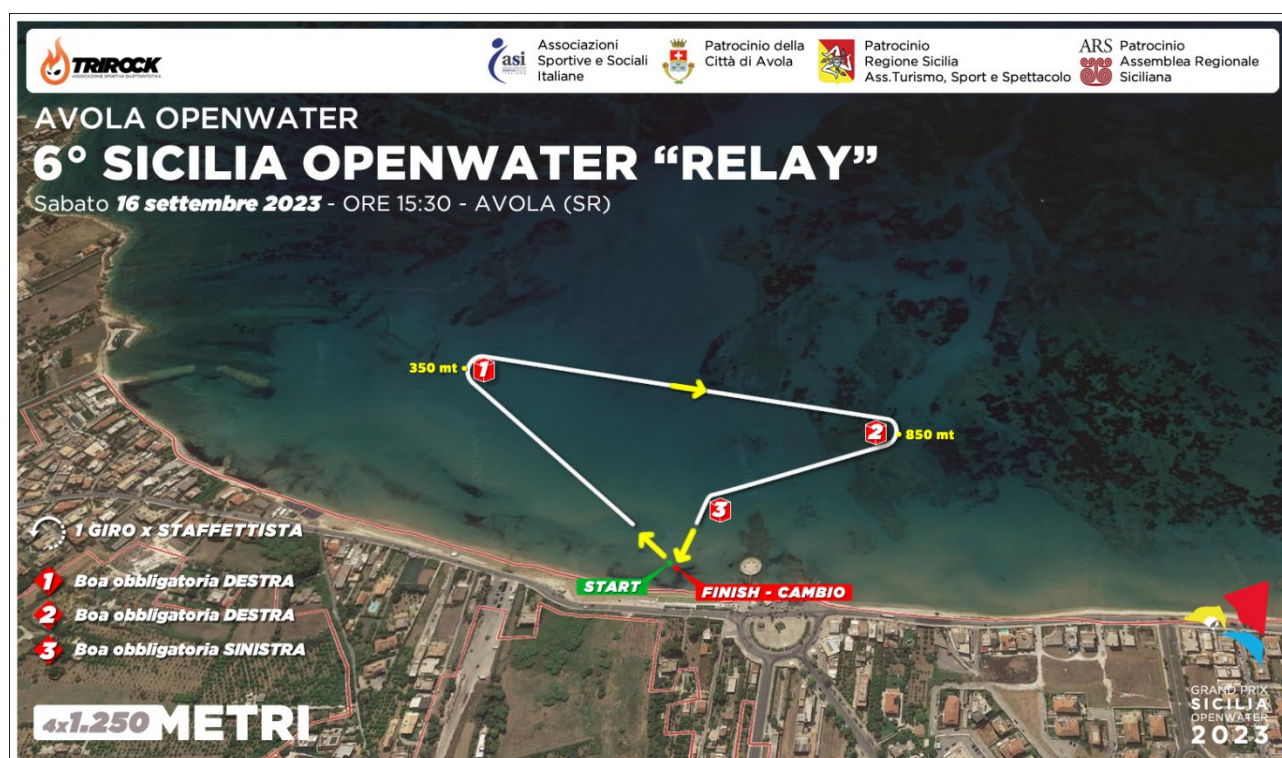 TRIROCK
ASSOCIAZIONE SPORTIVA DILETTANTISTICA
asi
Associazioni
Sportive e Sociali
Italiane
Patrocinio della
Città di Avola
Patrocinio
Regione Sicilia
Ass.Turismo, Sport e Spettacolo
ARS
Patrocinio
Assemblea Regionale
Siciliana
AVOLA OPENWATER
6° SICILIA OPENWATER “RELAY”
Sabato 16 settembre 2023 - ORE 15:30 - AVOLA (SR)
350 mt
1
2
850 mt
3
START
FINISH - CAMBIO
1 GIRO x STAFFETTISTA
1 Boa obbligatoria DESTRA
2 Boa obbligatoria DESTRA
3 Boa obbligatoria SINISTRA
4x1.250 METRI
GRAND PRIX
SICILIA
OPENWATER
2023